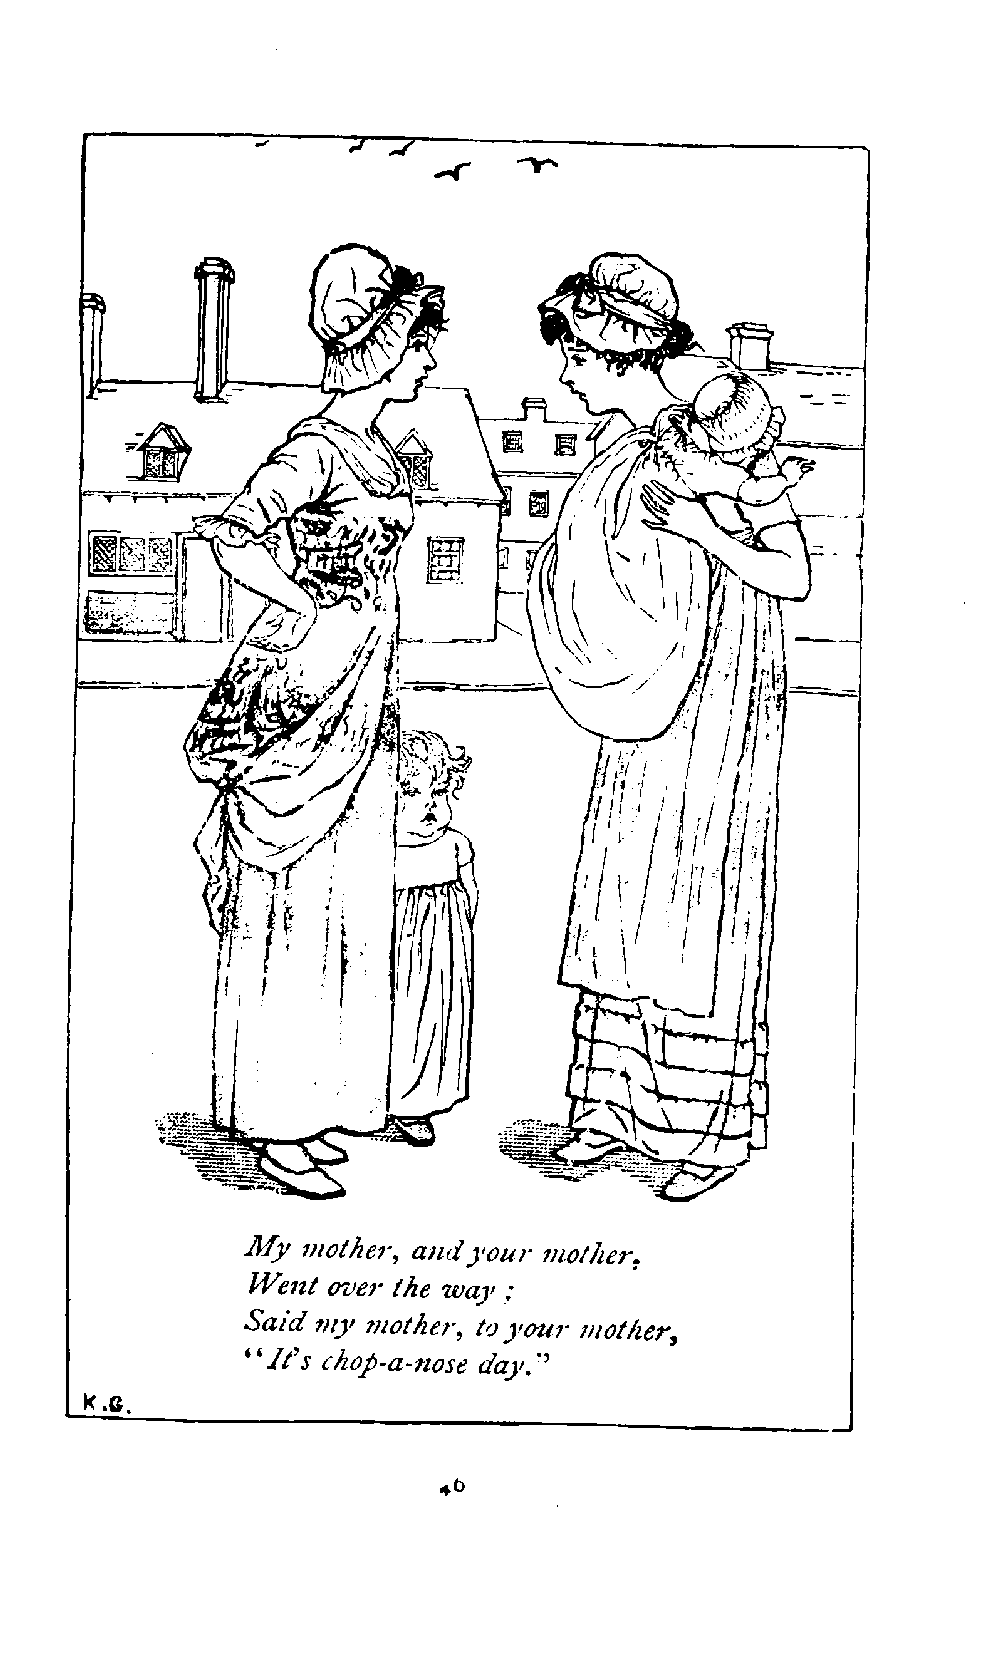 My mother, and your mother,
Went over the way ;
Said my mother, to your mother,
“It's chop-a-nose day.”
K.G.
46